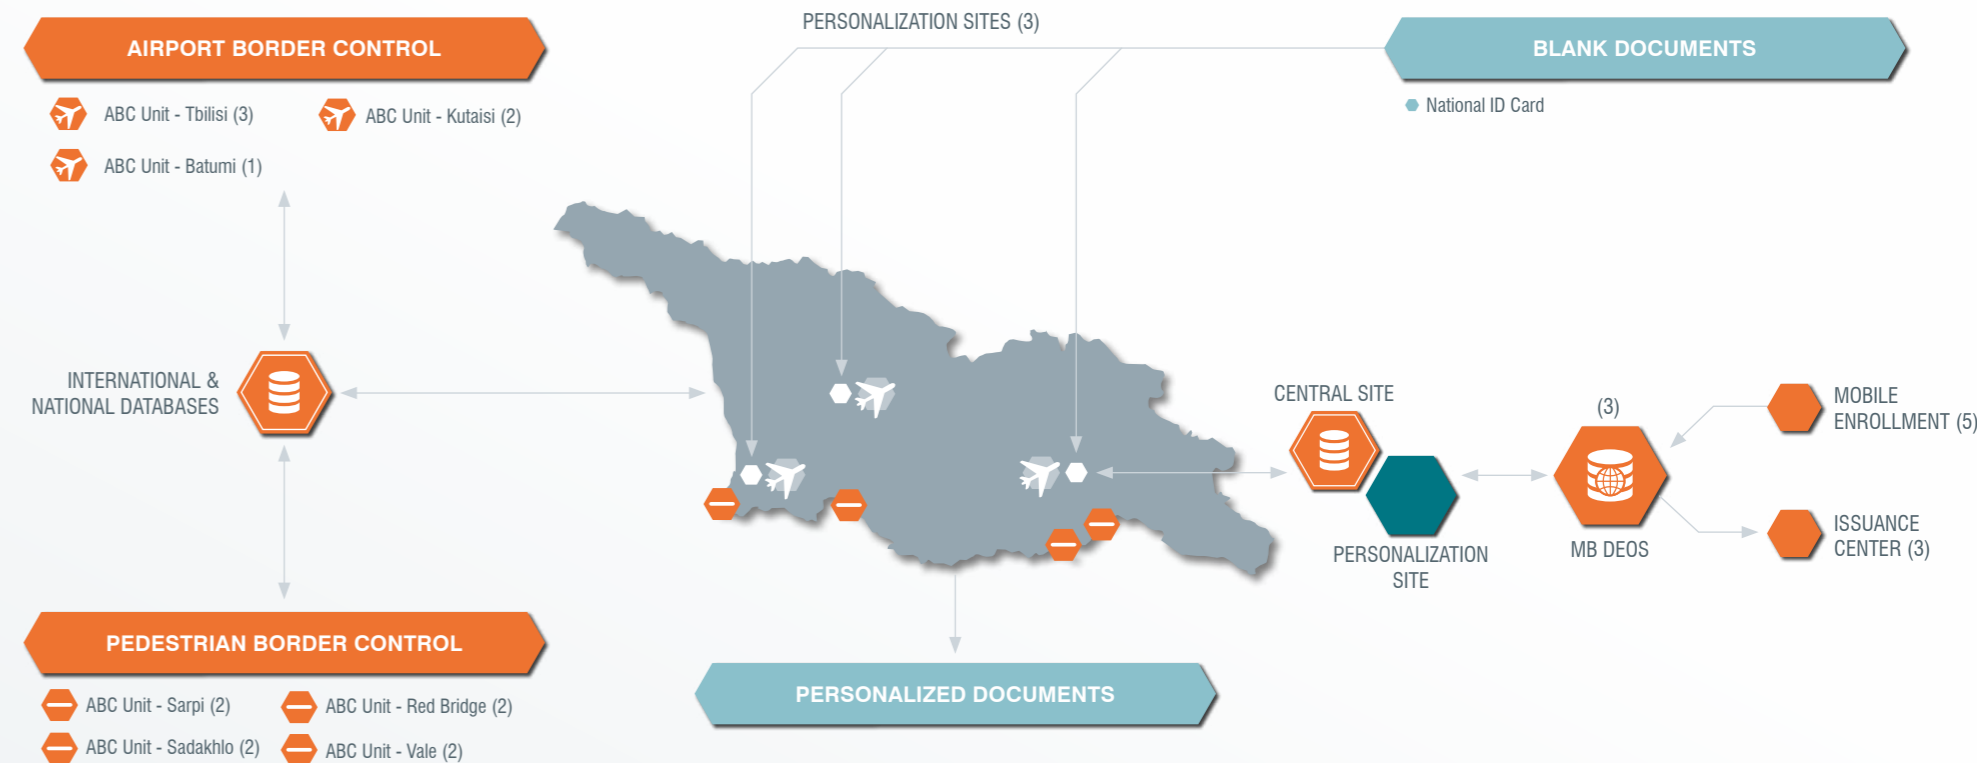 PERSONALIZATION SITES (3)
AIRPORT BORDER CONTROL
BLANK DOCUMENTS
ABC Unit - Tbilisi (3)
ABC Unit - Kutaisi (2)
ABC Unit - Batumi (1)
National ID Card
INTERNATIONAL &
NATIONAL DATABASES
CENTRAL SITE
(3)
MOBILE
ENROLLMENT (5)
PERSONALIZATION
SITE
MB DEOS
ISSUANCE
CENTER (3)
PEDESTRIAN BORDER CONTROL
ABC Unit - Sarpi (2)
ABC Unit - Red Bridge (2)
ABC Unit - Sadakhlo (2)
ABC Unit - Vale (2)
PERSONALIZED DOCUMENTS